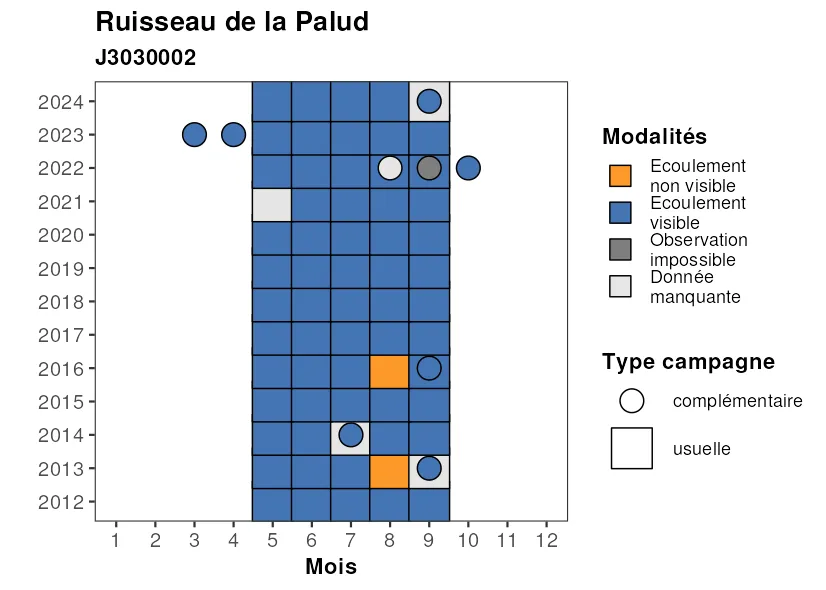 Ruisseau de la Palud
J3030002
2024
2023
2022
2021
2020
2019
2018
2017
2016
2015
2014
2013
2012
1 2 3 4 5 6 7 8 9 10 11 12
Mois
Modalités
Ecoulement
non visible
Ecoulement
visible
Observation
impossible
Donnée
manquante
Type campagne
complémentaire
usuelle